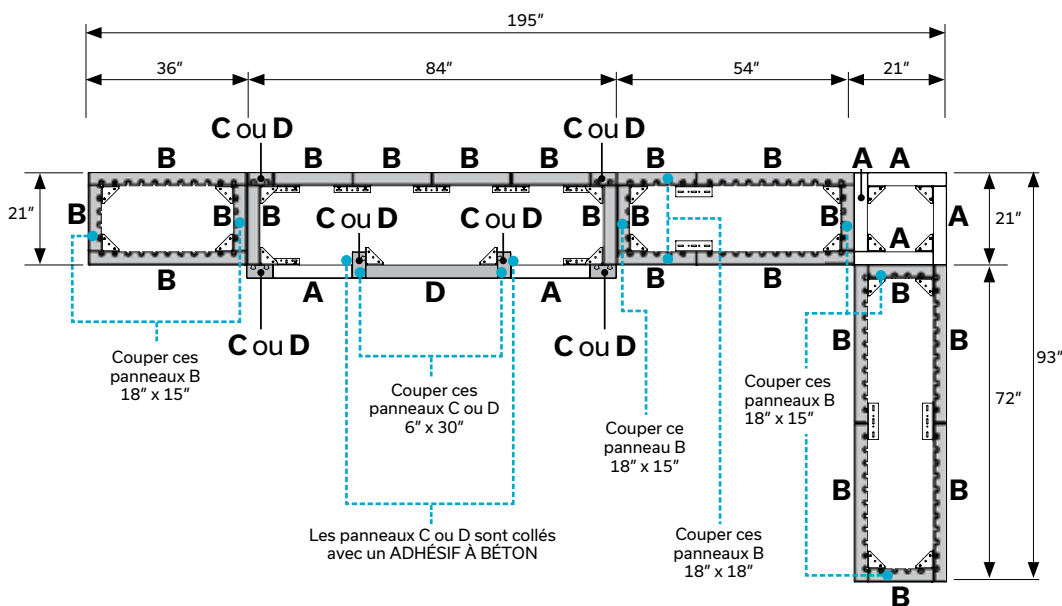 195"
36"
84"
54"
21"
C ou D
C ou D
B
B
B
B
B
B
B
A
A
21"
B
B
B
C ou D
C ou D
B
B
B
A
A
21"
B
B
B
A
D
A
B
C ou D
C ou D
Couper ces
panneaux B
18" x 15"
Couper ces
panneaux C ou D
6" x 30"
Couper ce
panneau B
18" x 15"
Couper ces
panneaux B
18" x 15"
B
B
93"
72"
B
B
Les panneaux C ou D sont collés
avec un ADHÉSIF À BÉTON
Couper ces
panneaux B
18" x 18"
B